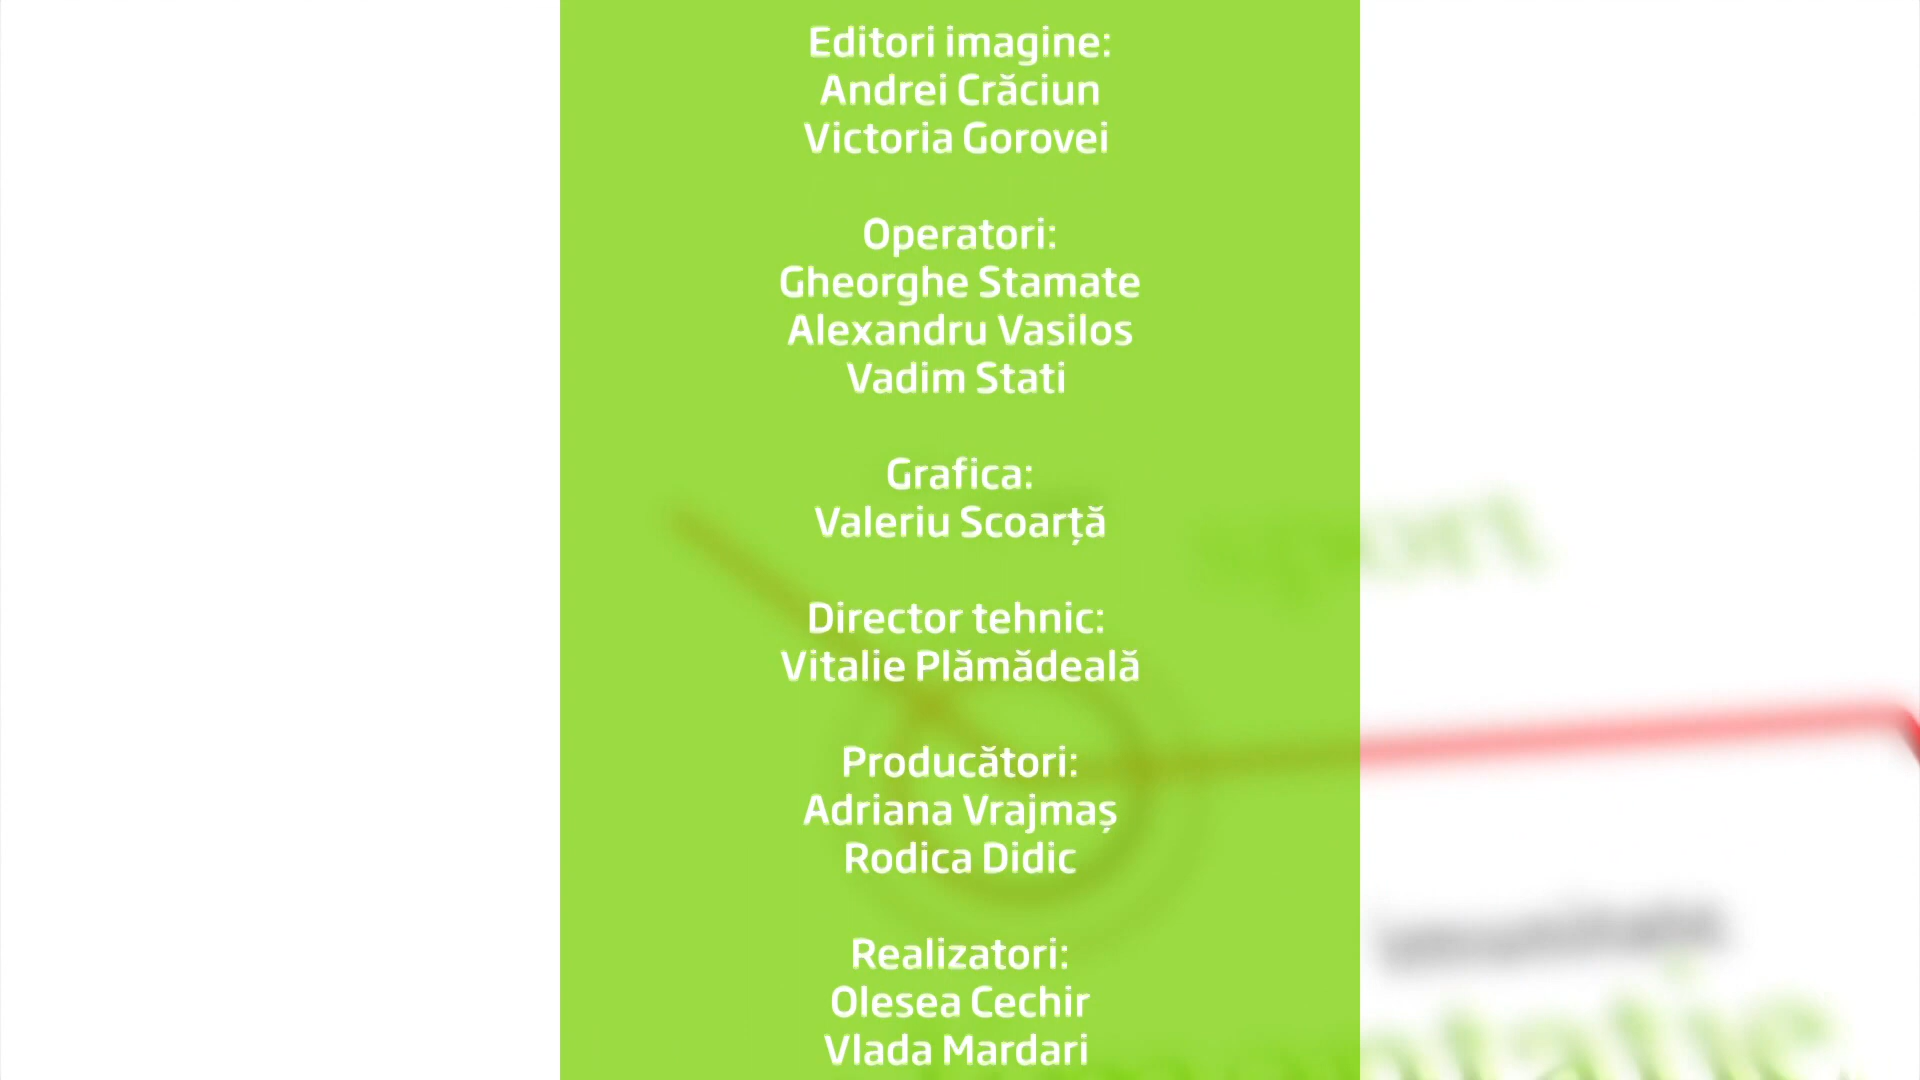 Editori imagine:
Andrei Crăciun
Victoria Gorovei
Operatori:
Gheorghe Stamate
Alexandru Vasilos
Vadim Stati
Grafica:
Valeriu Scoarță
Director tehnic:
Vitalie Plămădeală
Producători:
Adriana Vrajmaș
Rodica Didic
Realizatori:
Olesea Cechir
Vlada Mardari